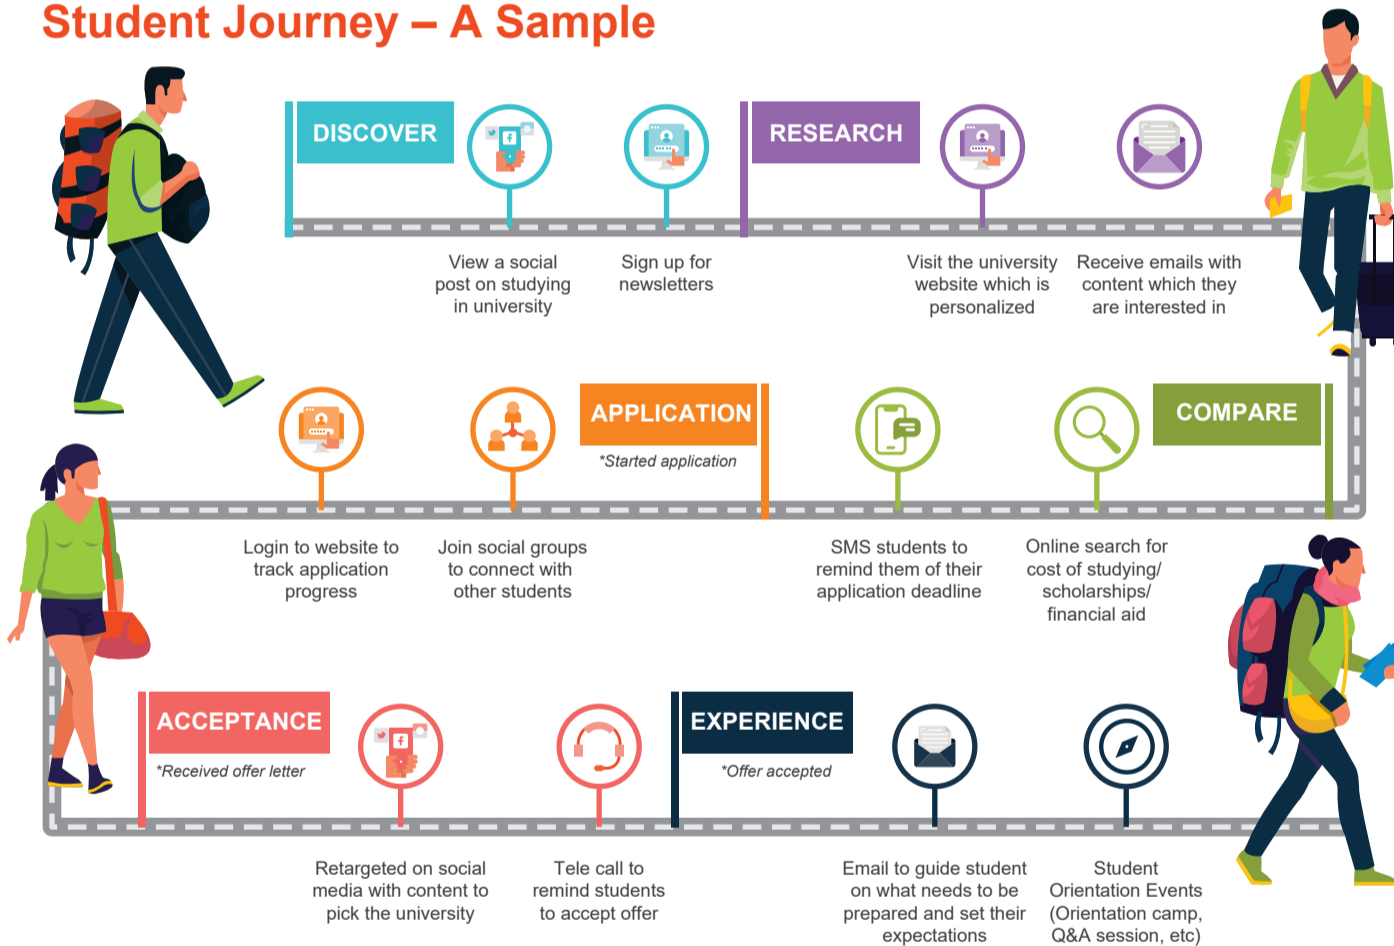 Student Journey – A Sample
DISCOVER
View a social
post on studying
in university
Sign up for
newsletters
RESEARCH
Visit the university
website which is
personalized
Receive emails with
content which they
are interested in
COMPARE
Online search for
cost of studying/
scholarships/
financial aid
SMS students to
remind them of their
application deadline
APPLICATION
*Started application
Join social groups
to connect with
other students
Login to website to
track application
progress
ACCEPTANCE
*Received offer letter
Retargeted on social
media with content to
pick the university
Tele call to
remind students
to accept offer
EXPERIENCE
*Offer accepted
Email to guide student
on what needs to be
prepared and set their
expectations
Student
Orientation Events
(Orientation camp,
Q&A session, etc)